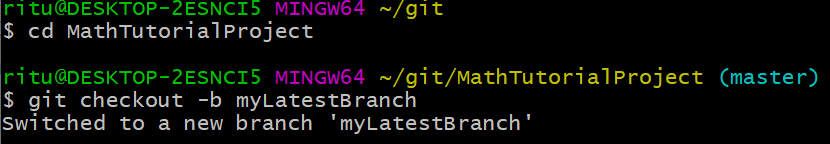 ritu@DESKTOP-2ESNCI5 MINGW64 ~/git
$ cd MathTutorialProject
ritu@DESKTOP-2ESNCI5 MINGW64 ~/git/MathTutorialProject (master)
$ git checkout -b myLatestBranch
Switched to a new branch 'myLatestBranch'